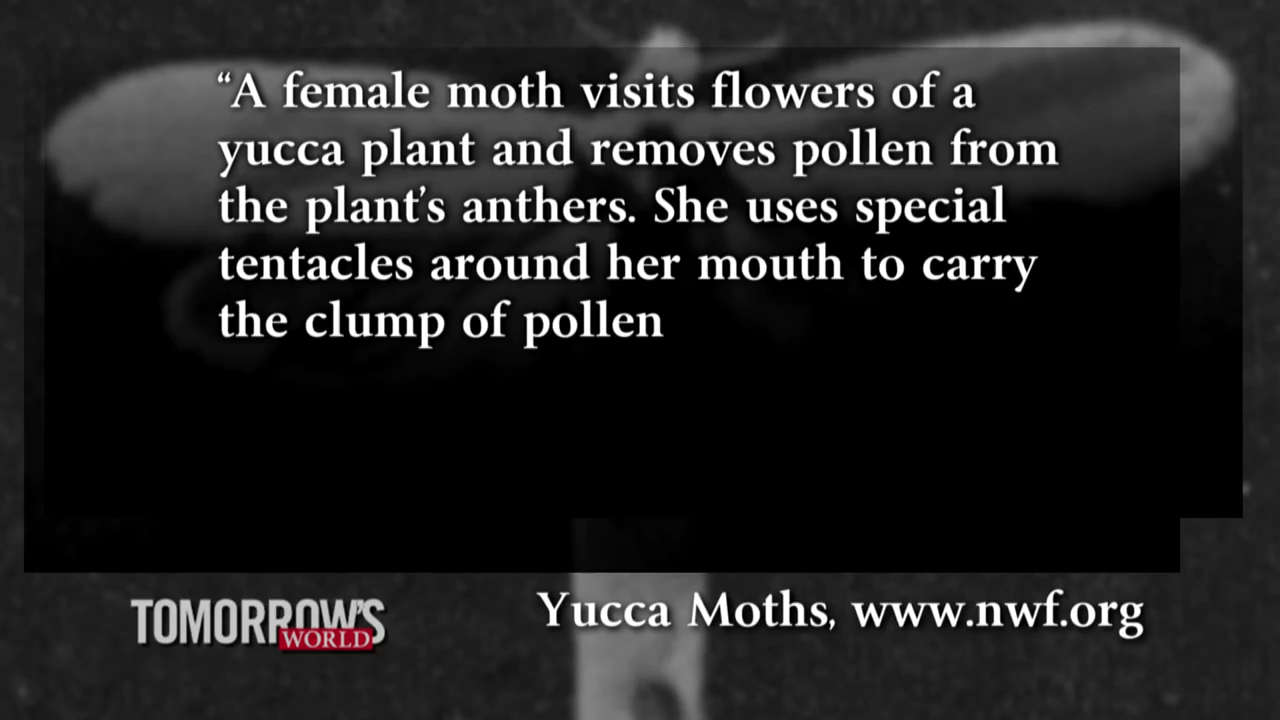 “A female moth visits flowers of a
yucca plant and removes pollen from
the plant’s anthers. She uses special
tentacles around her mouth to carry
the clump of pollen
TOMORROW'S
WORLD
Yucca Moths, www.nwf.org